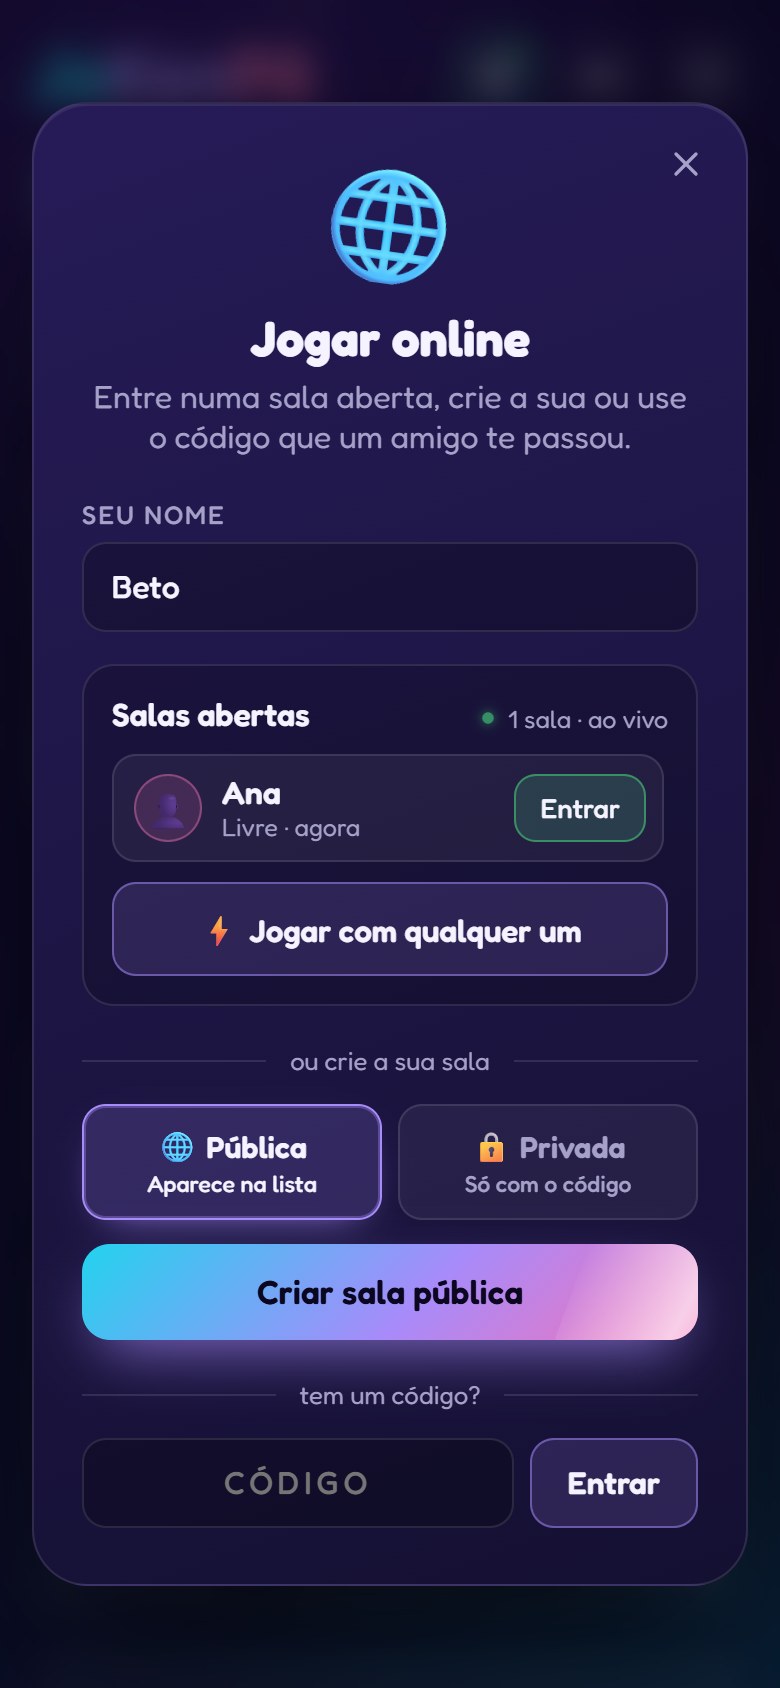 Jogar online
Entre numa sala aberta, crie a sua ou use
o código que um amigo te passou.
SEU NOME
Beto
Salas abertas
1 sala · ao vivo
Ana
Livre · agora
Entrar
Jogar com qualquer um
ou crie a sua sala
Pública
Aparece na lista
Privada
Só com o código
Criar sala pública
tem um código?
CÓDIGO
Entrar